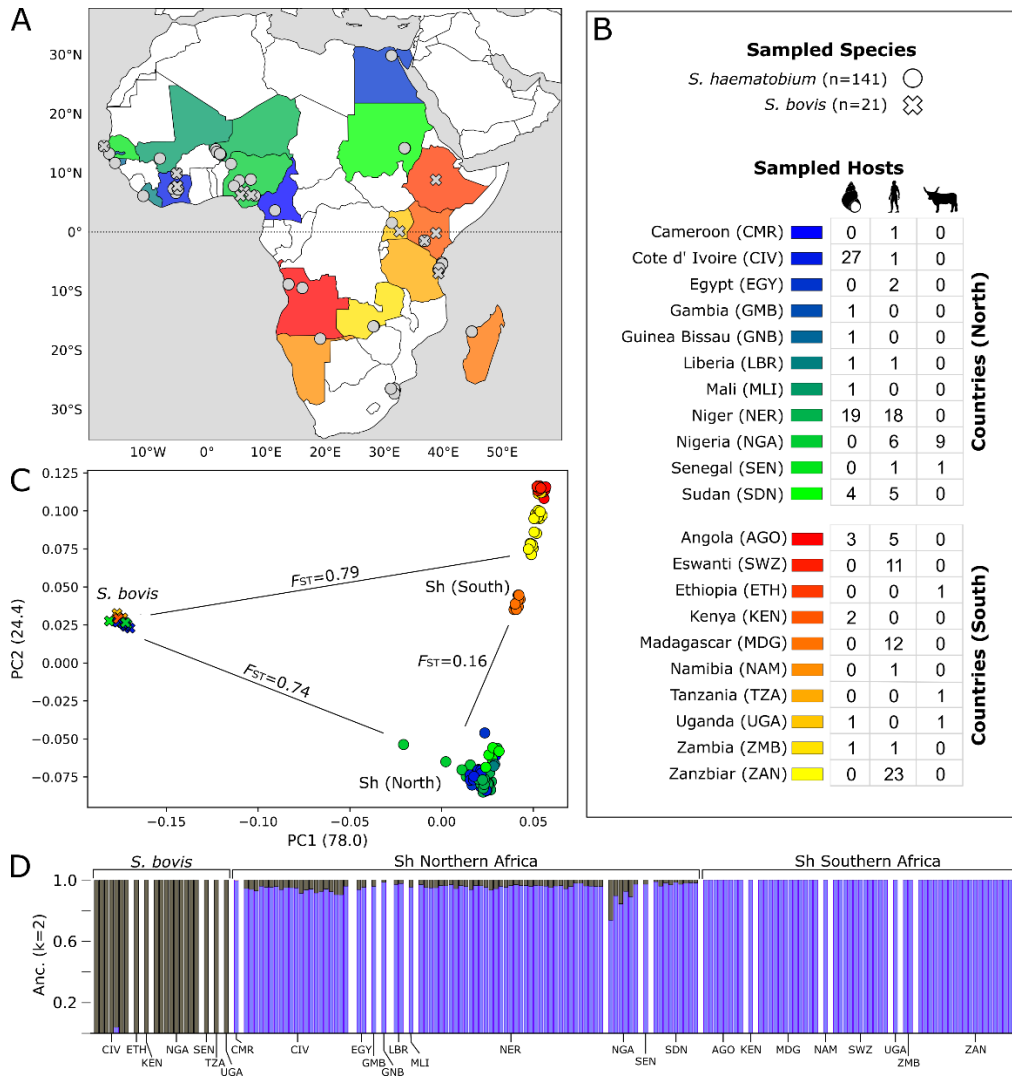 A
30°N
20°N
10°N
0°
10°S
20°S
30°S
10°W 0° 10°E 20°E 30°E 40°E 50°E
B
Sampled Species
S. haematobium (n=141)
S. bovis (n=21)
Sampled Hosts
Cameroon (CMR) 0 1 0
Cote d' Ivoire (CIV) 27 1 0
Egypt (EGY) 0 2 0
Gambia (GMB) 1 0 0
Guinea Bissau (GNB) 1 0 0
Liberia (LBR) 1 1 0
Mali (MLI) 1 0 0
Niger (NER) 19 18 0
Nigeria (NGA) 0 6 9
Senegal (SEN) 0 1 1
Sudan (SDN) 4 5 0
Countries (North)
Angola (AGO) 3 5 0
Eswanti (SWZ) 0 11 0
Ethiopia (ETH) 0 0 1
Kenya (KEN) 2 0 0
Madagascar (MDG) 0 12 0
Namibia (NAM) 0 1 0
Tanzania (TZA) 0 0 1
Uganda (UGA) 1 0 1
Zambia (ZMB) 1 1 0
Zanzbiar (ZAN) 0 23 0
Countries (South)
C
PC2 (24.4)
0.125
0.100
0.075
0.050
0.025
0.000
−0.025
−0.050
−0.075
S. bovis
FST=0.79
Sh (South)
FST=0.16
FST=0.74
Sh (North)
−0.15 −0.10 −0.05 0.00 0.05
PC1 (78.0)
D
S. bovis Sh Northern Africa Sh Southern Africa
Anc. (k=2)
1.0
0.6
0.2
CIV ETH KEN NGA SEN TZA UGA CMR CIV EGY GMB GNB LBR MLI NER NGA SEN SDN AGO KEN MDG NAM SWZ UGA ZMB ZAN